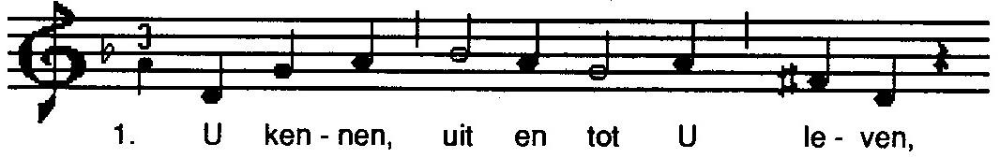 1. U ken - nen, uit en tot U le - ven,